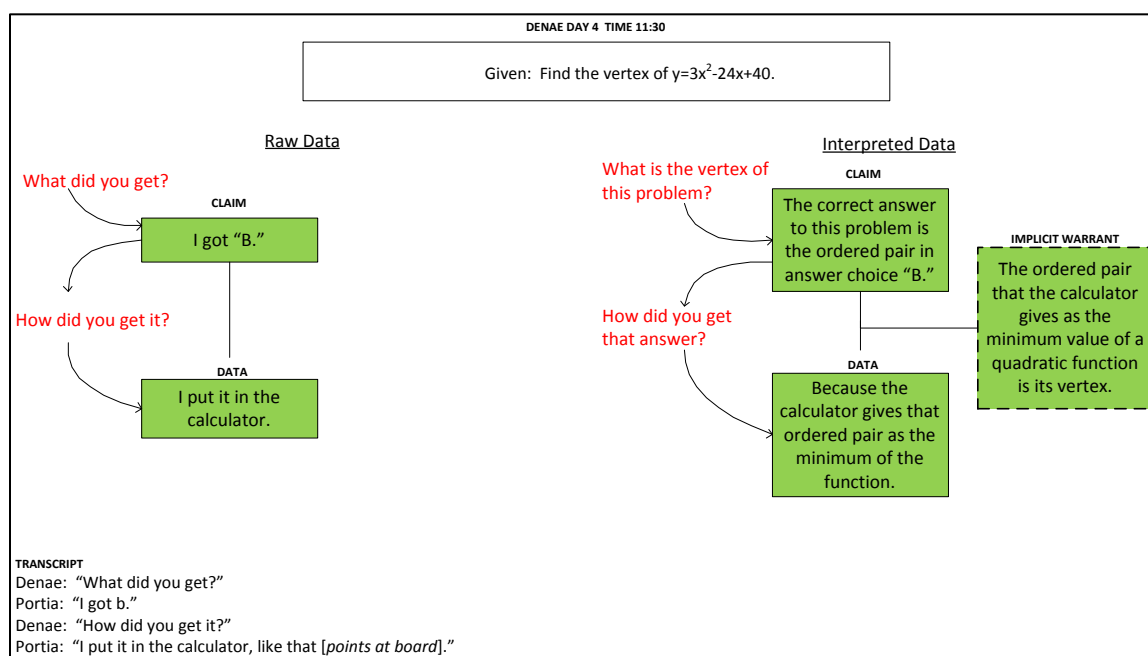 DENAE DAY 4 TIME 11:30
Given: Find the vertex of y=3x²-24x+40.
Raw Data
What did you get?
CLAIM
I got “B.”
How did you get it?
DATA
I put it in the
calculator.
Interpreted Data
What is the vertex of
this problem?
CLAIM
The correct answer
to this problem is
the ordered pair in
answer choice “B.”
IMPLICIT WARRANT
The ordered pair
that the calculator
gives as the
minimum value of a
quadratic function
is its vertex.
How did you get
that answer?
DATA
Because the
calculator gives that
ordered pair as the
minimum of the
function.
TRANSCRIPT
Denae: “What did you get?”
Portia: “I got b.”
Denae: “How did you get it?”
Portia: “I put it in the calculator, like that [points at board].”